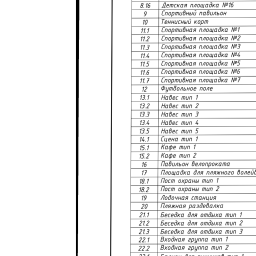 8.16 Детская площадка №16
9 Спортивный павильон
10 Теннисный корт
11.1 Спортивная площадка №1
11.2 Спортивная площадка №2
11.3 Спортивная площадка №3
11.4 Спортивная площадка №4
11.5 Спортивная площадка №5
11.6 Спортивная площадка №6
11.7 Спортивная площадка №7
12 Футбольное поле
13.1 Навес тип 1
13.2 Навес тип 2
13.3 Навес тип 3
13.4 Навес тип 4
13.5 Навес тип 5
14.1 Сцена тип 1
15.1 Кафе тип 1
15.2 Кафе тип 2
16 Павильон велопроката
17 Площадка для пляжного волейб
18.1 Пост охраны тип 1
18.2 Пост охраны тип 2
19 Лодочная станция
20 Пляжная раздевалка
21.1 Беседка для отдыха тип 1
21.2 Беседка для отдыха тип 2
21.3 Беседка для отдыха тип 3
22.1 Входная группа тип 1
22.2 Входная группа тип 2